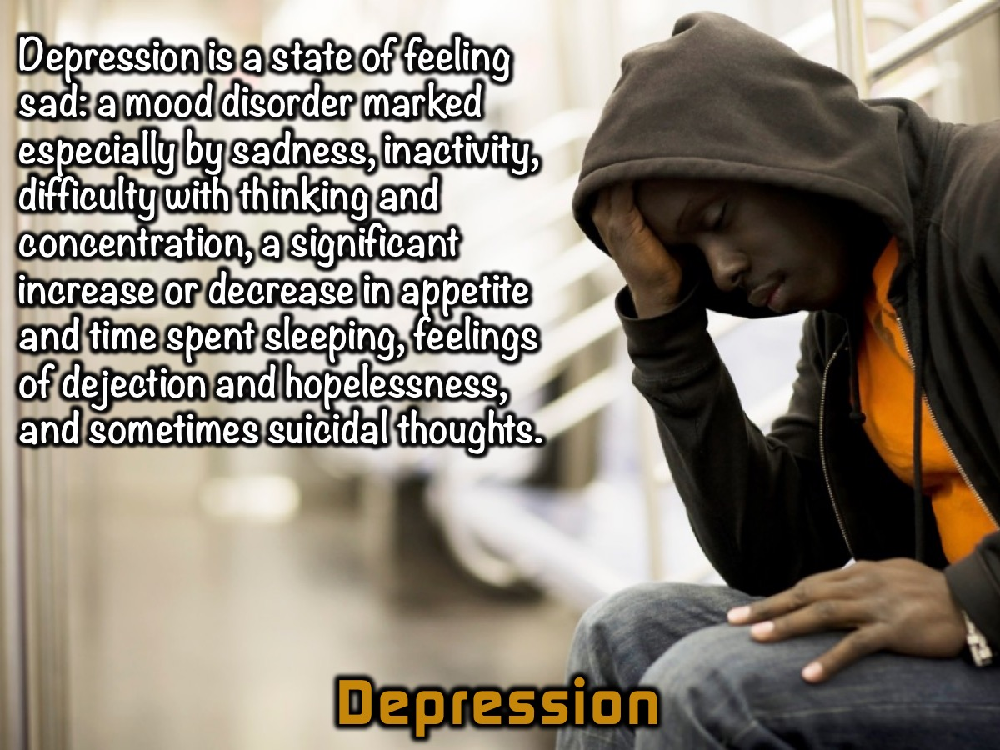 Depression is a state of feeling
sad: a mood disorder marked
especially by sadness, inactivity,
difficulty with thinking and
concentration, a significant
increase or decrease in appetite
and time spent sleeping, feelings
of dejection and hopelessness,
and sometimes suicidal thoughts.
Depression